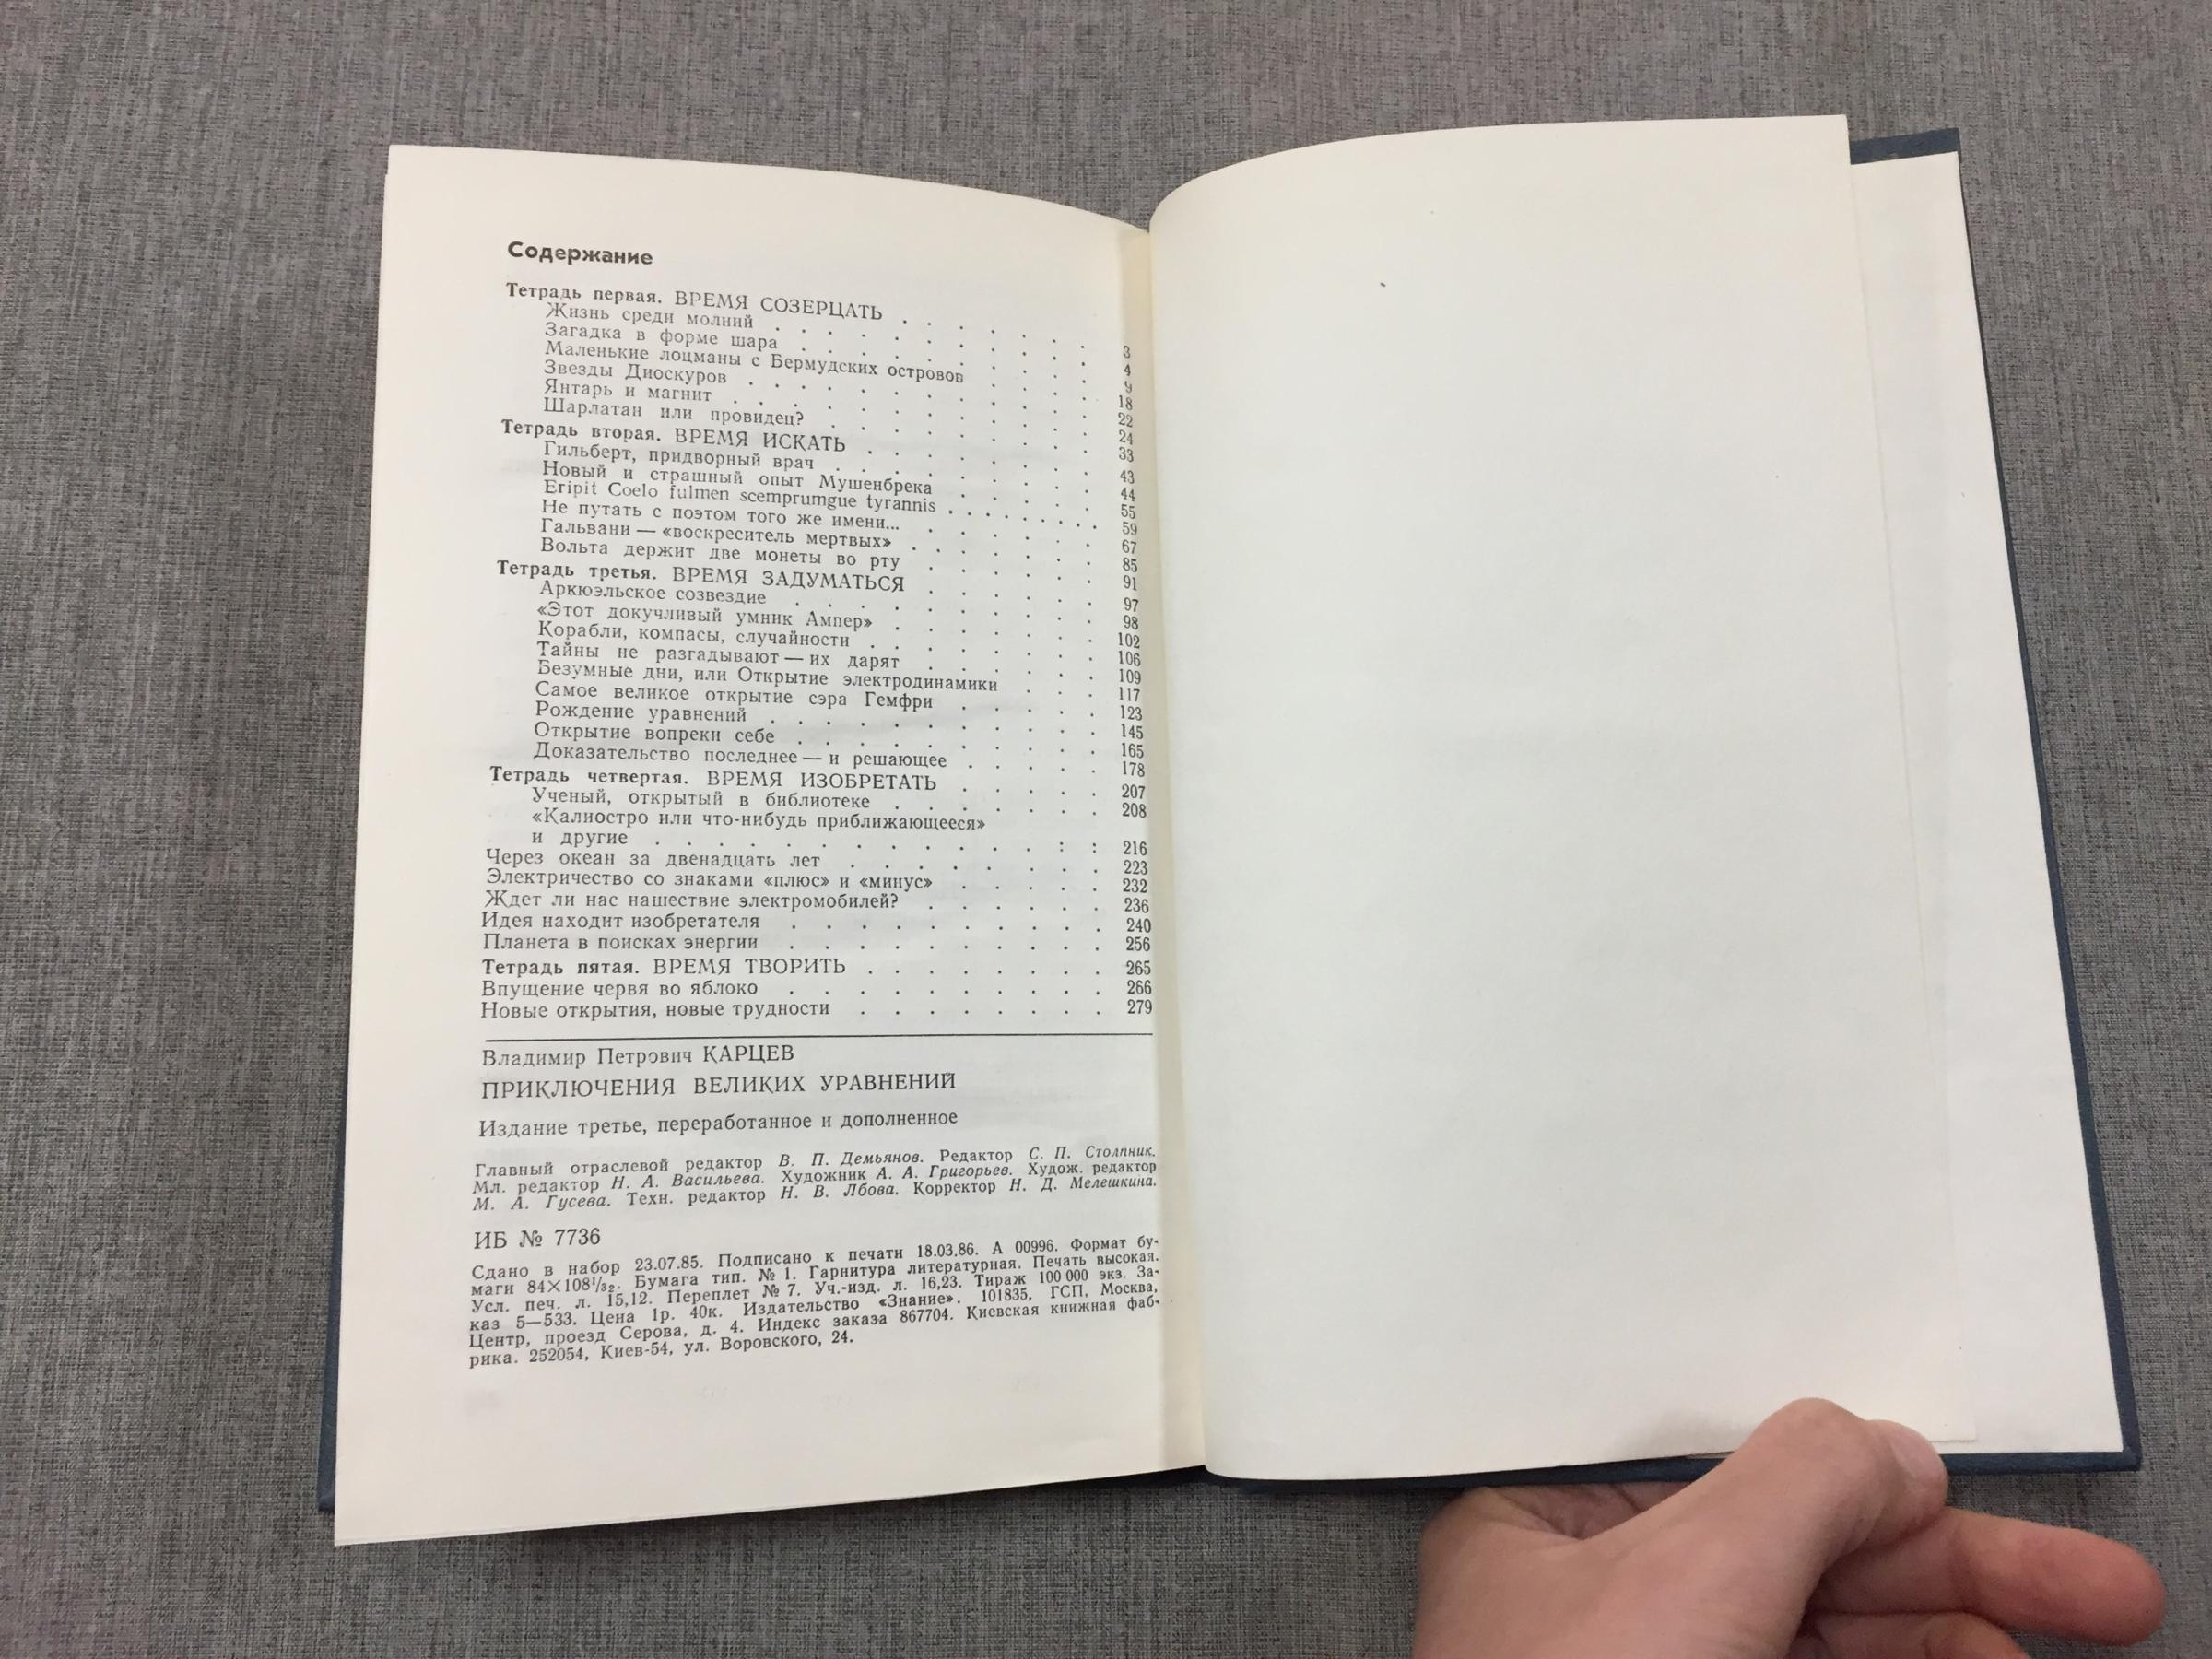 Содержание
Тетрадь первая. ВРЕМЯ СОЗЕРЦАТЬ . . . . . . . 3
Жизнь среди молний . . . . . . . . . . . 4
Загадка в форме шара . . . . . . . . . . 9
Маленькие лоцманы с Бермудских островов . . . . 18
Звезды Диоскуров . . . . . . . . . . . 22
Янтарь и магнит . . . . . . . . . . . 24
Шарлатан или провидец? . . . . . . . . . 33
Тетрадь вторая. ВРЕМЯ ИСКАТЬ . . . . . . . . 43
Гильберт, придворный врач . . . . . . . . 44
Новый и страшный опыт Мушенбрека . . . . . 55
Eripit Coelo fulmen scemprumgue tyrannis . . . . . . . . 59
Не путать с поэтом того же имени... . . . . . . 67
Гальвани — «воскреситель мертвых» . . . . . . 85
Вольта держит две монеты во рту . . . . . . 91
Тетрадь третья. ВРЕМЯ ЗАДУМАТЬСЯ . . . . . . 97
Аркюэльское созвездие . . . . . . . . . 98
«Этот докучливый умник Ампер» . . . . . . . 102
Корабли, компасы, случайности . . . . . . . 106
Тайны не разгадывают — их дарят . . . . . . 109
Безумные дни, или Открытие электродинамики . . . 117
Самое великое открытие сэра Гемфри . . . . . 123
Рождение уравнений . . . . . . . . . . 145
Открытие вопреки себе . . . . . . . . . 165
Доказательство последнее — и решающее . . . . . 178
Тетрадь четвертая. ВРЕМЯ ИЗОБРЕТАТЬ . . . . . 207
Ученый, открытый в библиотеке . . . . . . . 208
«Калиостро или что-нибудь приближающееся»
и другие . . . . . . . . . . . . . : : 216
Через океан за двенадцать лет . . . . . . . . 223
Электричество со знаками «плюс» и «минус» . . . . . 232
Ждет ли нас нашествие электромобилей? . . . . . . 236
Идея находит изобретателя . . . . . . . . . 240
Планета в поисках энергии . . . . . . . . . 256
Тетрадь пятая. ВРЕМЯ ТВОРИТЬ . . . . . . . . 265
Впущение червя во яблоко . . . . . . . . . 266
Новые открытия, новые трудности . . . . . . . 279
Владимир Петрович КАРЦЕВ
ПРИКЛЮЧЕНИЯ ВЕЛИКИХ УРАВНЕНИЙ
Издание третье, переработанное и дополненное
Главный отраслевой редактор В. П. Демьянов. Редактор С. П. Столпник.
Мл. редактор Н. А. Васильева. Художник А. А. Григорьев. Худож. редактор
М. А. Гусева. Техн. редактор Н. В. Лбова. Корректор Н. Д. Мелешкина.
ИБ № 7736
Сдано в набор 23.07.85. Подписано к печати 18.03.86. А 00996. Формат бу-
маги 84×108¹/₃₂. Бумага тип. № 1. Гарнитура литературная. Печать высокая.
Усл. печ. л. 15,12. Переплет № 7. Уч.-изд. л. 16,23. Тираж 100 000 экз. За-
каз 5—533. Цена 1р. 40к. Издательство «Знание». 101835, ГСП, Москва,
Центр, проезд Серова, д. 4. Индекс заказа 867704. Киевская книжная фаб-
рика. 252054, Киев-54, ул. Воровского, 24.